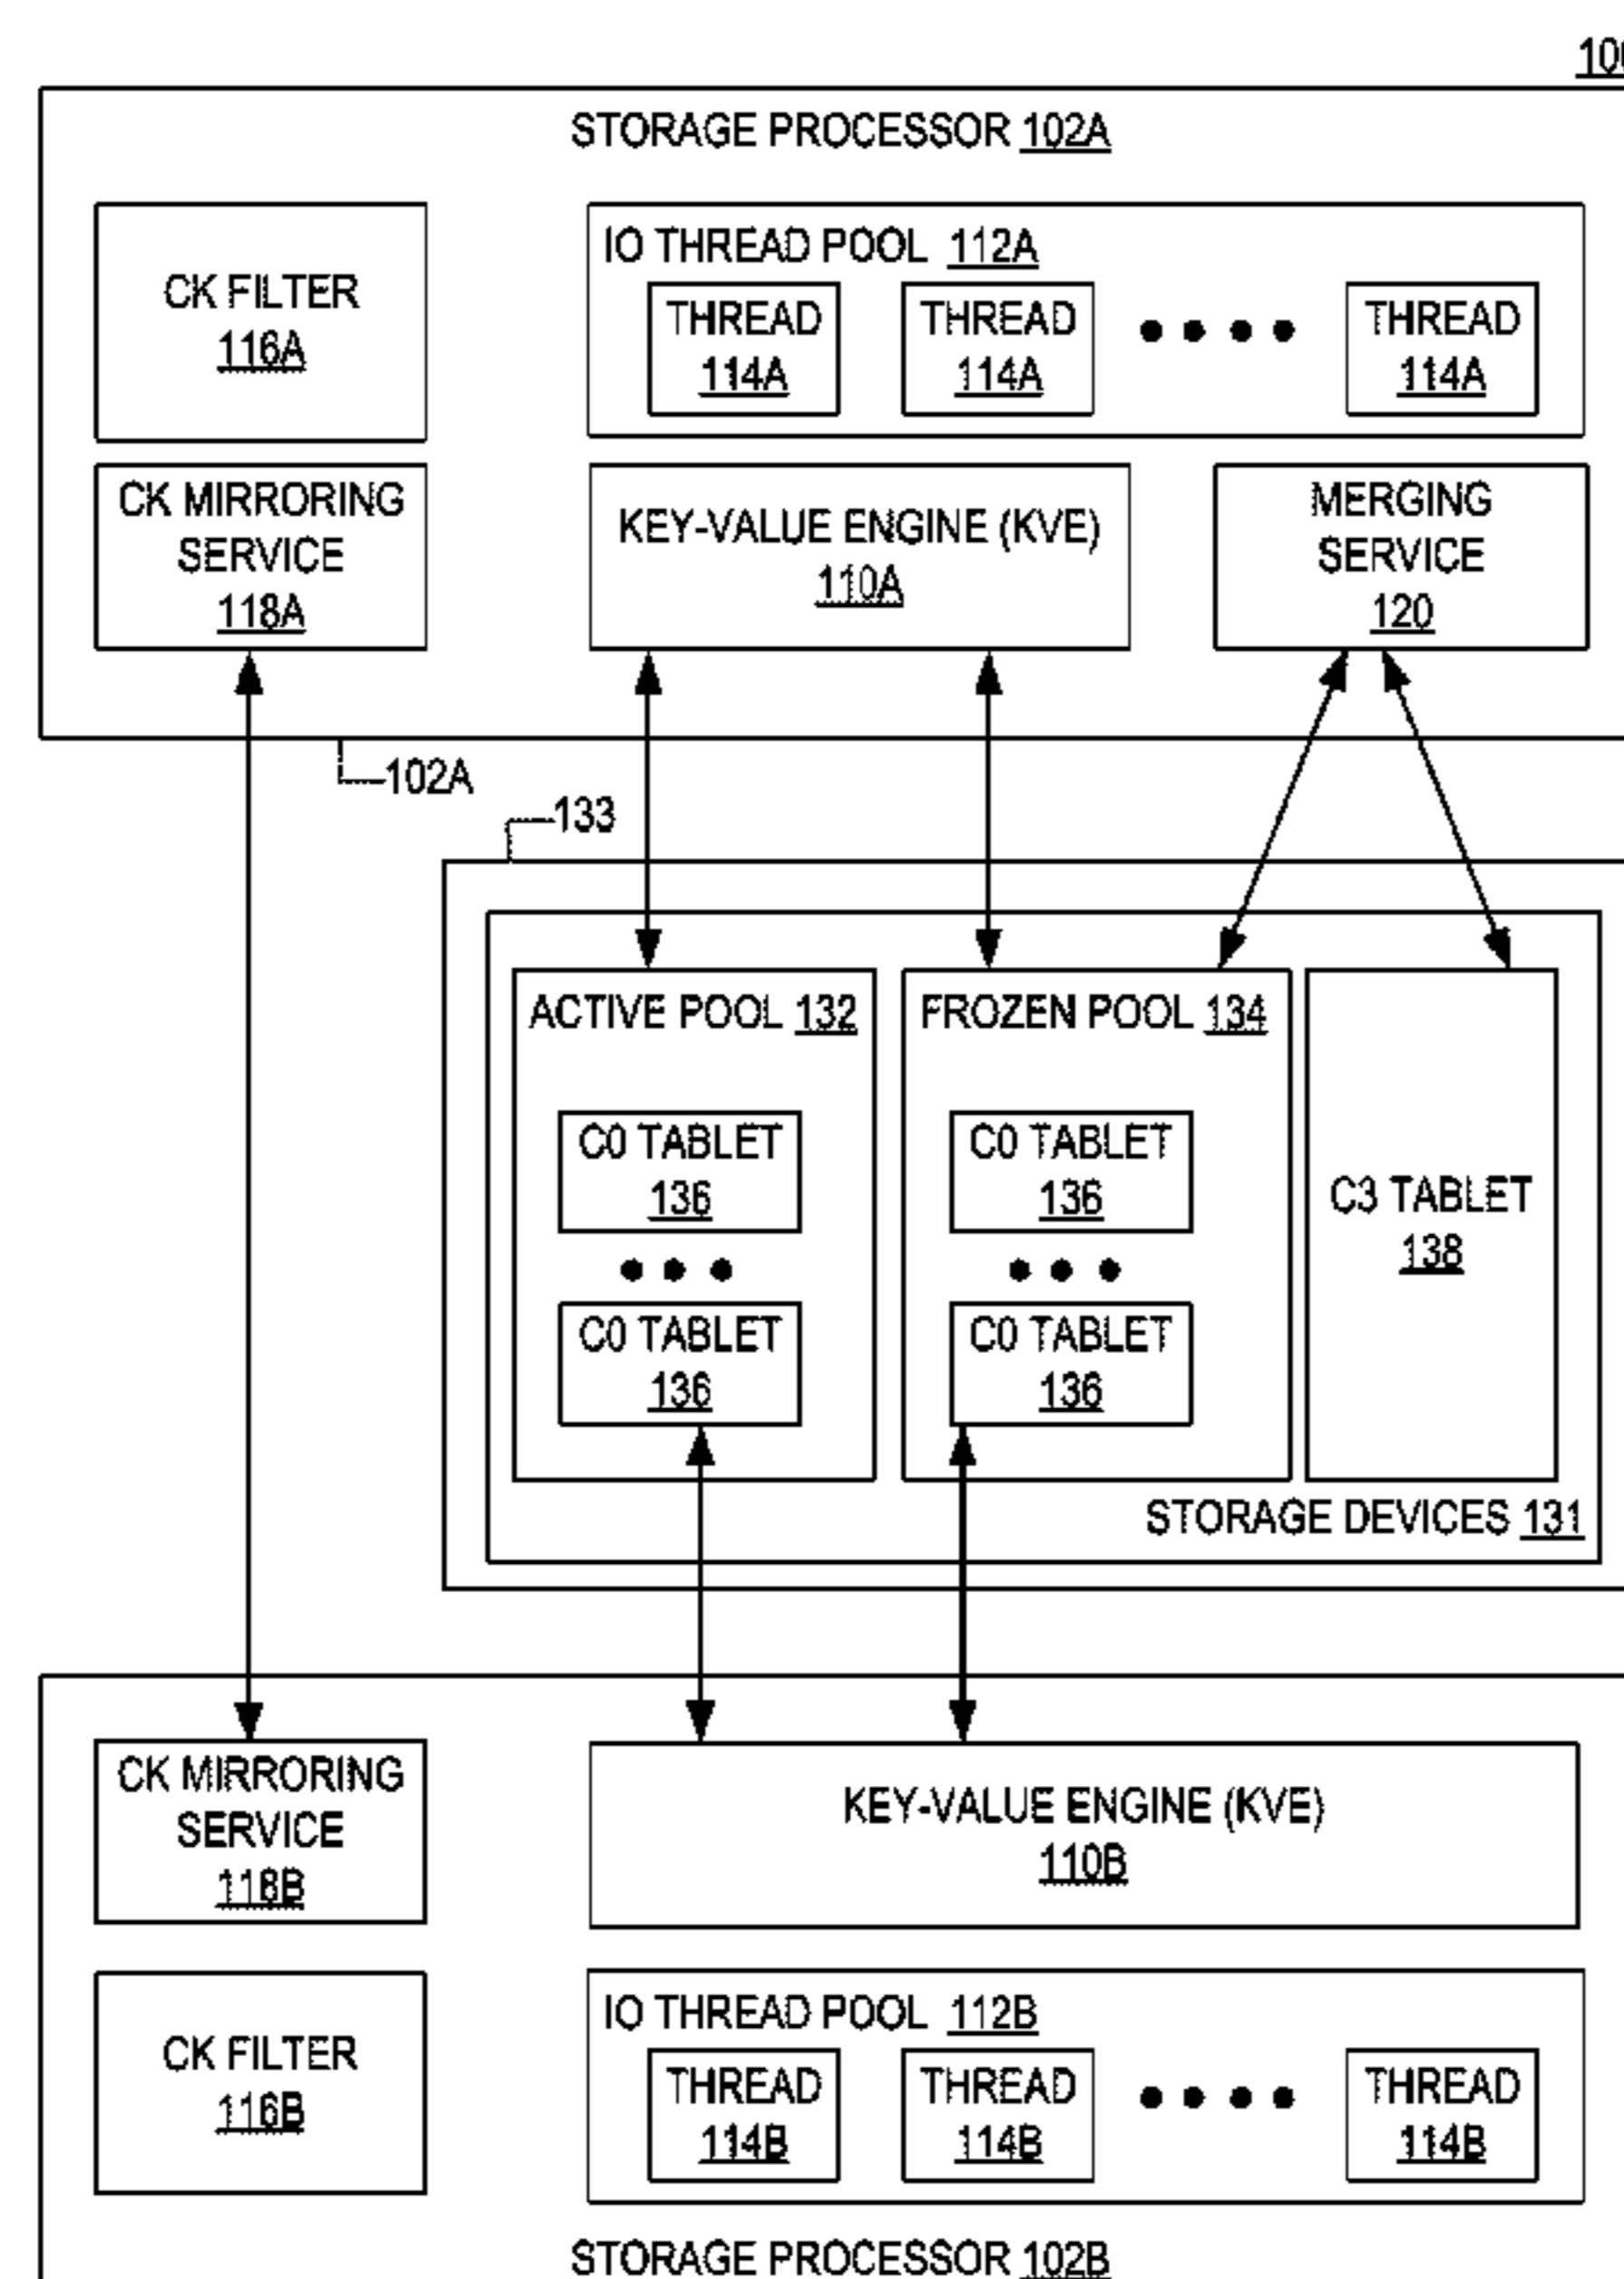 100
STORAGE PROCESSOR 102A
CK FILTER
116A
IO THREAD POOL 112A
THREAD
114A
THREAD
114A
THREAD
114A
CK MIRRORING
SERVICE
118A
KEY-VALUE ENGINE (KVE)
110A
MERGING
SERVICE
120
102A
133
ACTIVE POOL 132
C0 TABLET
136
C0 TABLET
136
FROZEN POOL 134
C0 TABLET
136
C0 TABLET
136
C3 TABLET
138
STORAGE DEVICES 131
CK MIRRORING
SERVICE
118B
KEY-VALUE ENGINE (KVE)
110B
CK FILTER
116B
IO THREAD POOL 112B
THREAD
114B
THREAD
114B
THREAD
114B
STORAGE PROCESSOR 102B